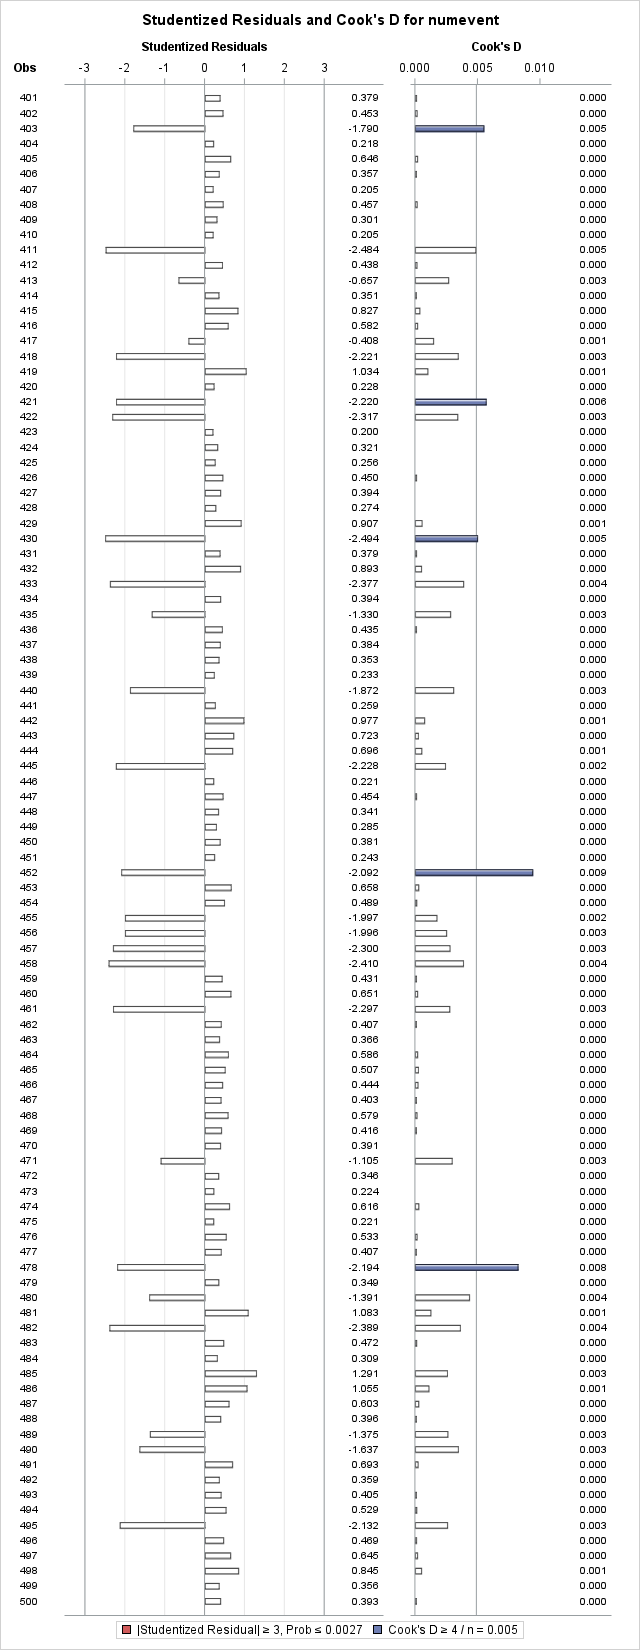 Studentized Residuals and Cook's D for numevent
Studentized Residuals Cook's D
Obs -3 -2 -1 0 1 2 3 0.000 0.005 0.010
401 0.379 0.000
402 0.453 0.000
403 -1.790 0.005
404 0.218 0.000
405 0.646 0.000
406 0.357 0.000
407 0.205 0.000
408 0.457 0.000
409 0.301 0.000
410 0.205 0.000
411 -2.484 0.005
412 0.438 0.000
413 -0.657 0.003
414 0.351 0.000
415 0.827 0.000
416 0.582 0.000
417 -0.408 0.001
418 -2.221 0.003
419 1.034 0.001
420 0.228 0.000
421 -2.220 0.006
422 -2.317 0.003
423 0.200 0.000
424 0.321 0.000
425 0.256 0.000
426 0.450 0.000
427 0.394 0.000
428 0.274 0.000
429 0.907 0.001
430 -2.494 0.005
431 0.379 0.000
432 0.893 0.000
433 -2.377 0.004
434 0.394 0.000
435 -1.330 0.003
436 0.435 0.000
437 0.384 0.000
438 0.353 0.000
439 0.233 0.000
440 -1.872 0.003
441 0.259 0.000
442 0.977 0.001
443 0.723 0.000
444 0.696 0.001
445 -2.228 0.002
446 0.221 0.000
447 0.454 0.000
448 0.341 0.000
449 0.285 0.000
450 0.381 0.000
451 0.243 0.000
452 -2.092 0.009
453 0.658 0.000
454 0.489 0.000
455 -1.997 0.002
456 -1.996 0.003
457 -2.300 0.003
458 -2.410 0.004
459 0.431 0.000
460 0.651 0.000
461 -2.297 0.003
462 0.407 0.000
463 0.366 0.000
464 0.586 0.000
465 0.507 0.000
466 0.444 0.000
467 0.403 0.000
468 0.579 0.000
469 0.416 0.000
470 0.391 0.000
471 -1.105 0.003
472 0.346 0.000
473 0.224 0.000
474 0.616 0.000
475 0.221 0.000
476 0.533 0.000
477 0.407 0.000
478 -2.194 0.008
479 0.349 0.000
480 -1.391 0.004
481 1.083 0.001
482 -2.389 0.004
483 0.472 0.000
484 0.309 0.000
485 1.291 0.003
486 1.055 0.001
487 0.603 0.000
488 0.396 0.000
489 -1.375 0.003
490 -1.637 0.003
491 0.693 0.000
492 0.359 0.000
493 0.405 0.000
494 0.529 0.000
495 -2.132 0.003
496 0.469 0.000
497 0.645 0.000
498 0.845 0.001
499 0.356 0.000
500 0.393 0.000
|Studentized Residual| ≥ 3, Prob ≤ 0.0027 Cook's D ≥ 4 / n = 0.005